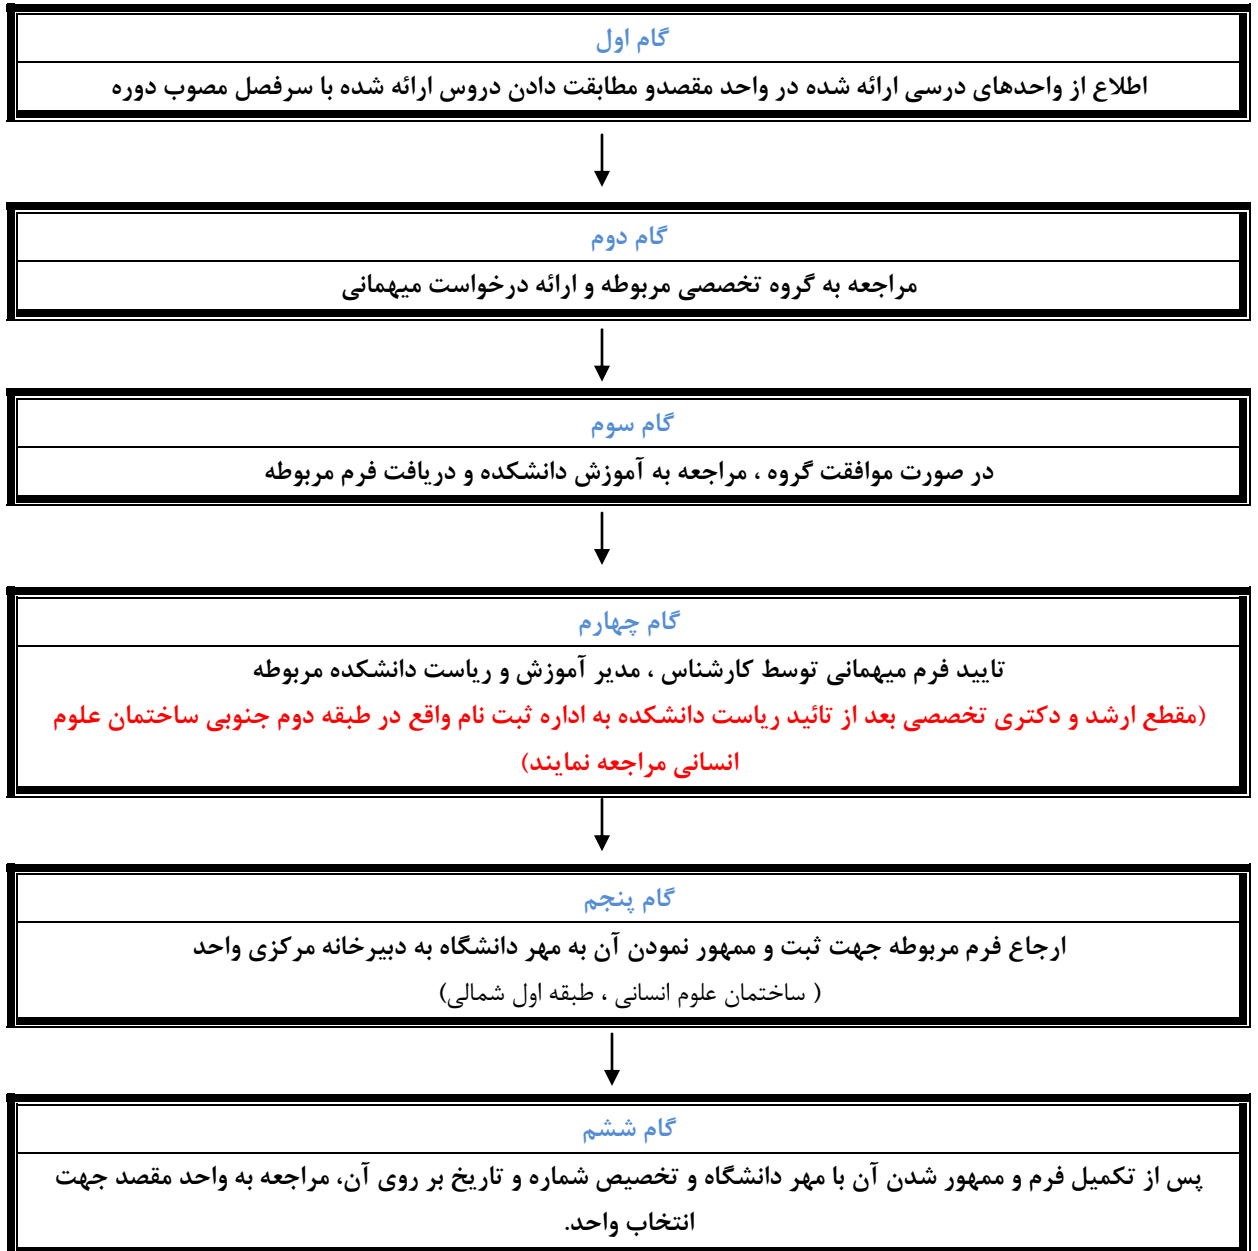 گام اول
اطلاع از واحدهای درسی ارائه شده در واحد مقصدو مطابقت دادن دروس ارائه شده با سرفصل مصوب دوره
گام دوم
مراجعه به گروه تخصصی مربوطه و ارائه درخواست میهمانی
گام سوم
در صورت موافقت گروه ، مراجعه به آموزش دانشکده و دریافت فرم مربوطه
گام چهارم
تایید فرم میهمانی توسط کارشناس ، مدیر آموزش و ریاست دانشکده مربوطه
(مقطع ارشد و دکتری تخصصی بعد از تائید ریاست دانشکده به اداره ثبت نام واقع در طبقه دوم جنوبی ساختمان علوم
انسانی مراجعه نمایند)
گام پنجم
ارجاع فرم مربوطه جهت ثبت و ممهور نمودن آن به مهر دانشگاه به دبیرخانه مرکزی واحد
( ساختمان علوم انسانی ، طبقه اول شمالی)
گام ششم
پس از تکمیل فرم و ممهور شدن آن با مهر دانشگاه و تخصیص شماره و تاریخ بر روی آن، مراجعه به واحد مقصد جهت
انتخاب واحد.